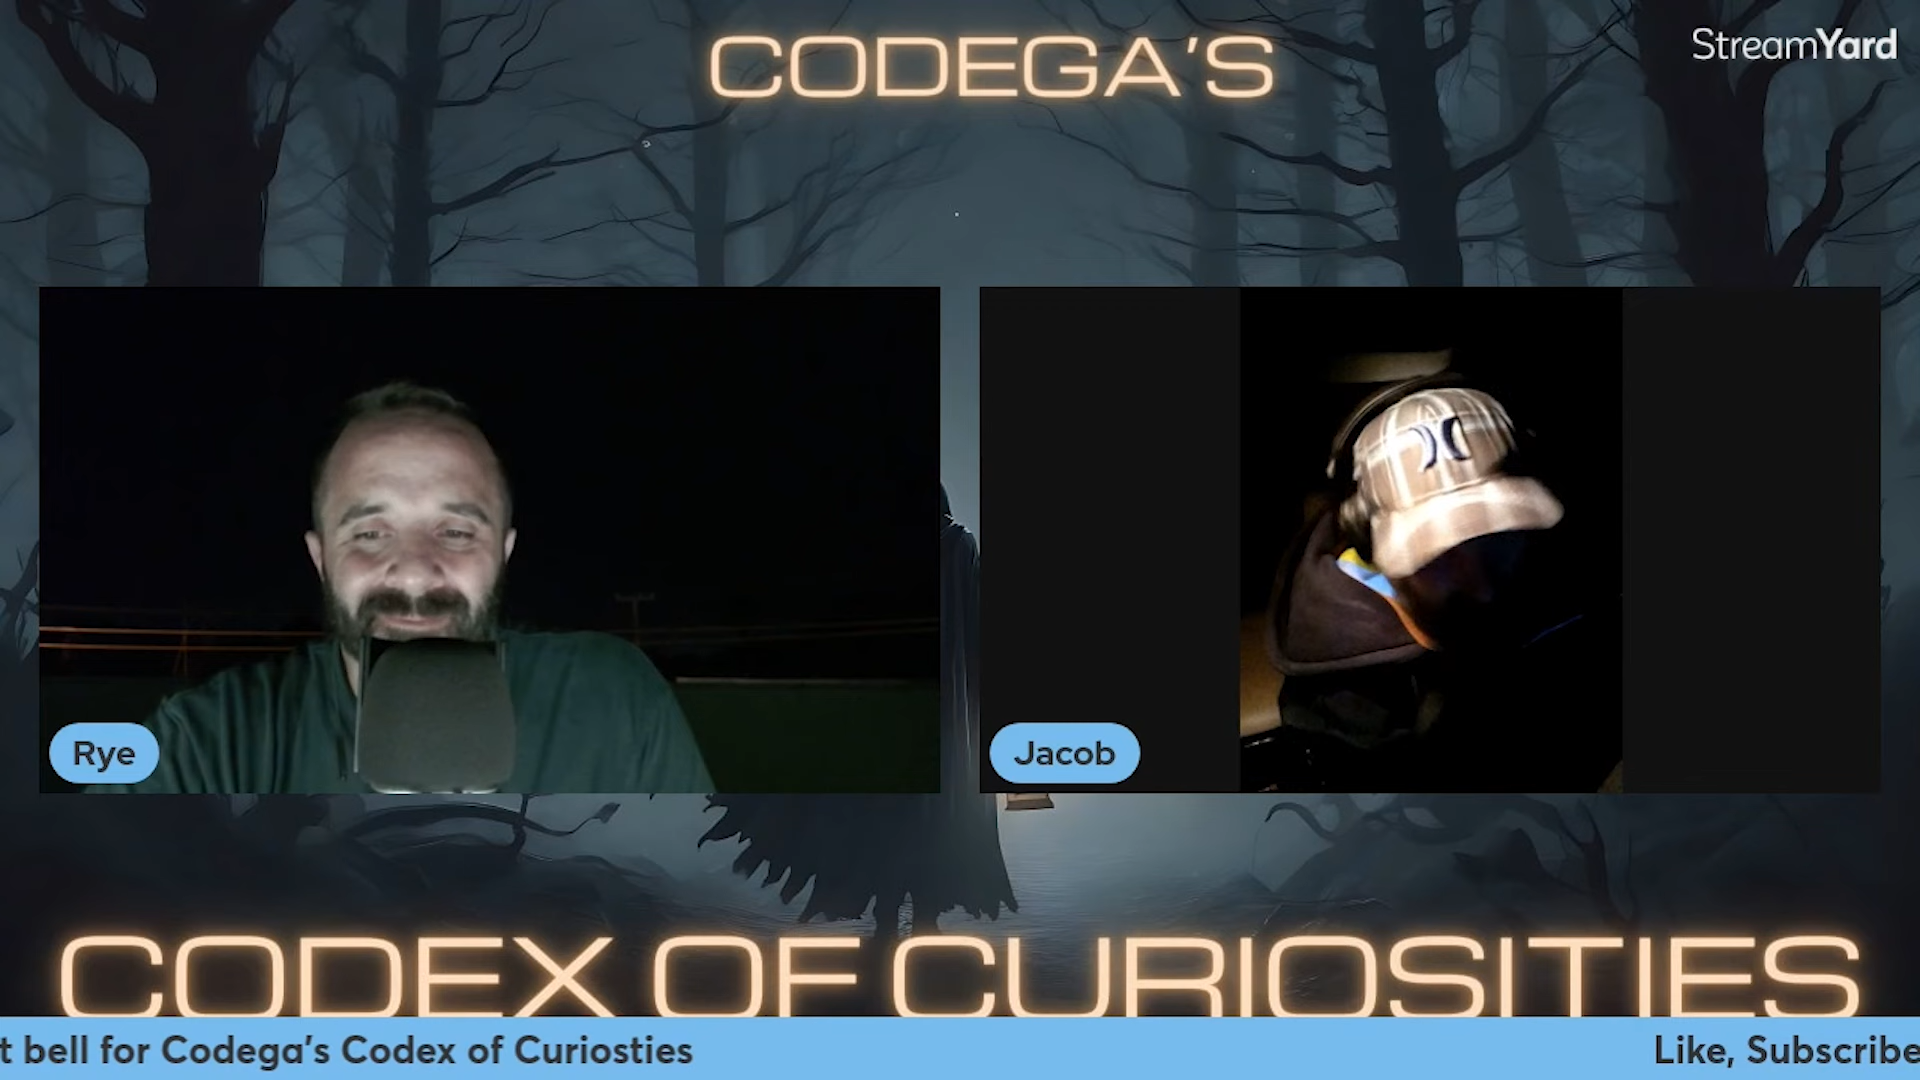 CODEGA'S
StreamYard
Rye
Jacob
CODEX OF CURIOSITIES
t bell for Codega's Codex of Curiosties
Like, Subscribe